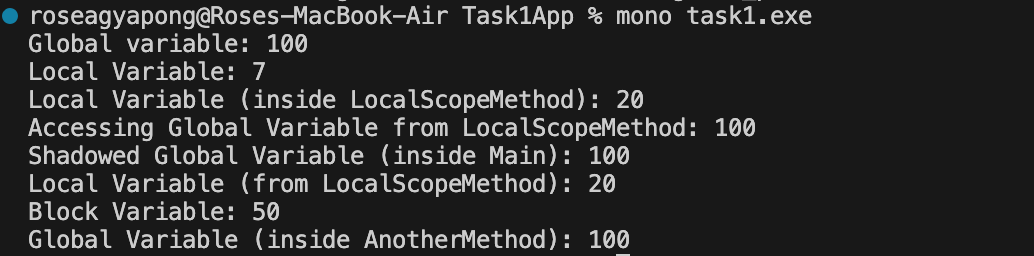 roseagyapong@Roses-MacBook-Air Task1App % mono task1.exe
Global variable: 100
Local Variable: 7
Local Variable (inside LocalScopeMethod): 20
Accessing Global Variable from LocalScopeMethod: 100
Shadowed Global Variable (inside Main): 100
Local Variable (from LocalScopeMethod): 20
Block Variable: 50
Global Variable (inside AnotherMethod): 100